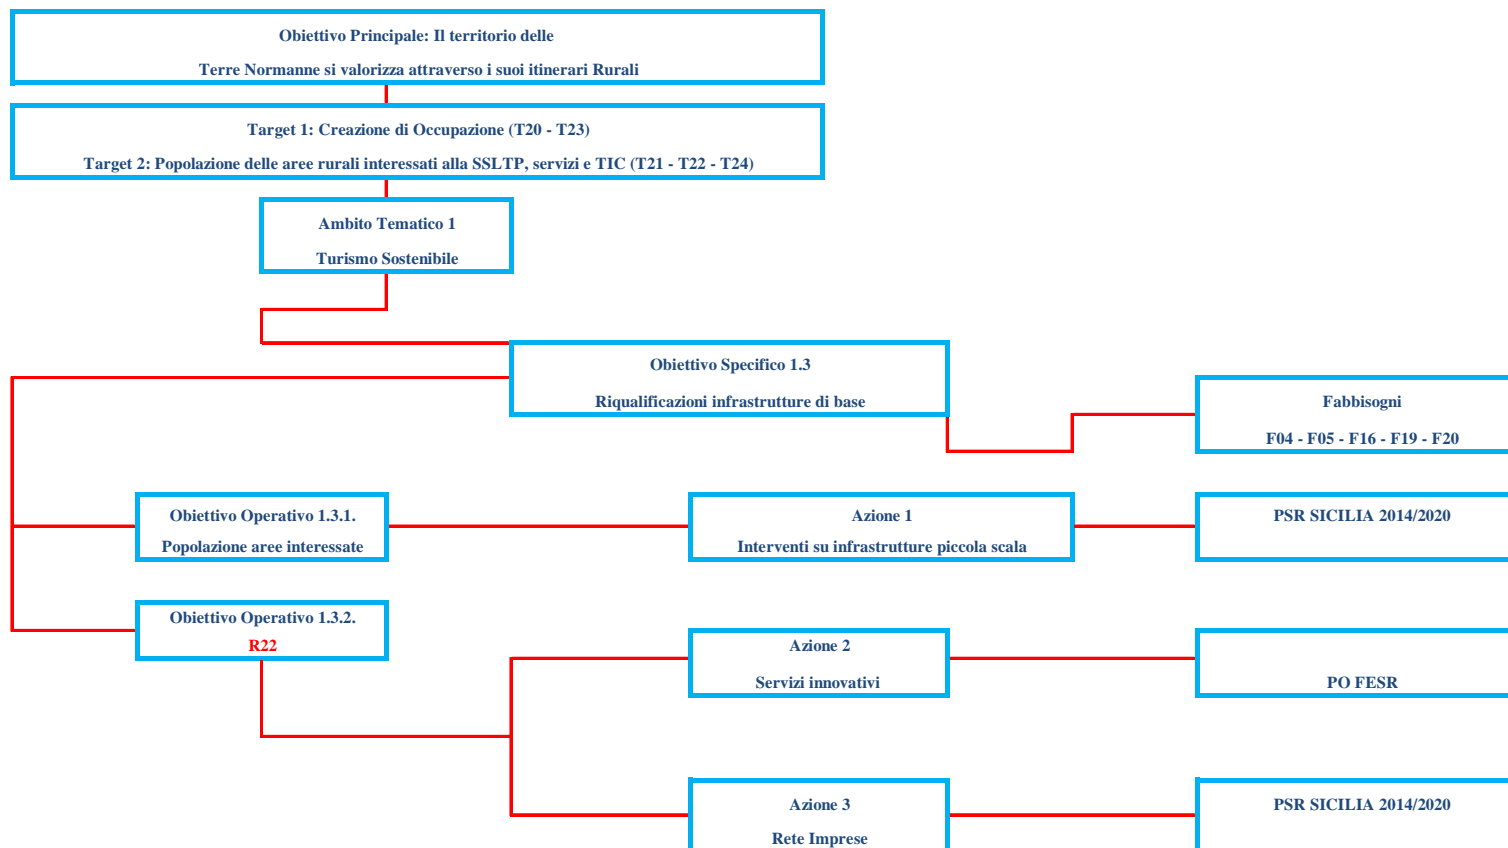 Obiettivo Principale: Il territorio delle
Terre Normanne si valorizza attraverso i suoi itinerari Rurali
Target 1: Creazione di Occupazione (T20 - T23)
Target 2: Popolazione delle aree rurali interessati alla SSLTP, servizi e TIC (T21 - T22 - T24)
Ambito Tematico 1
Turismo Sostenibile
Obiettivo Specifico 1.3
Riqualificazioni infrastrutture di base
Fabbisogni
F04 - F05 - F16 - F19 - F20
Obiettivo Operativo 1.3.1.
Popolazione aree interessate
Azione 1
Interventi su infrastrutture piccola scala
PSR SICILIA 2014/2020
Obiettivo Operativo 1.3.2.
R22
Azione 2
Servizi innovativi
PO FESR
Azione 3
Rete Imprese
PSR SICILIA 2014/2020